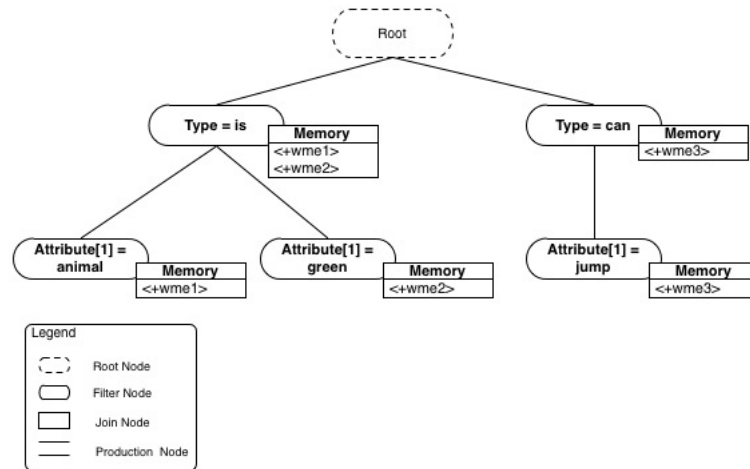 Root
Type = is
Memory
<+wme1>
<+wme2>
Type = can
Memory
<+wme3>
Attribute[1] =
animal
Memory
<+wme1>
Attribute[1] =
green
Memory
<+wme2>
Attribute[1] =
jump
Memory
<+wme3>
Legend
Root Node
Filter Node
Join Node
Production Node